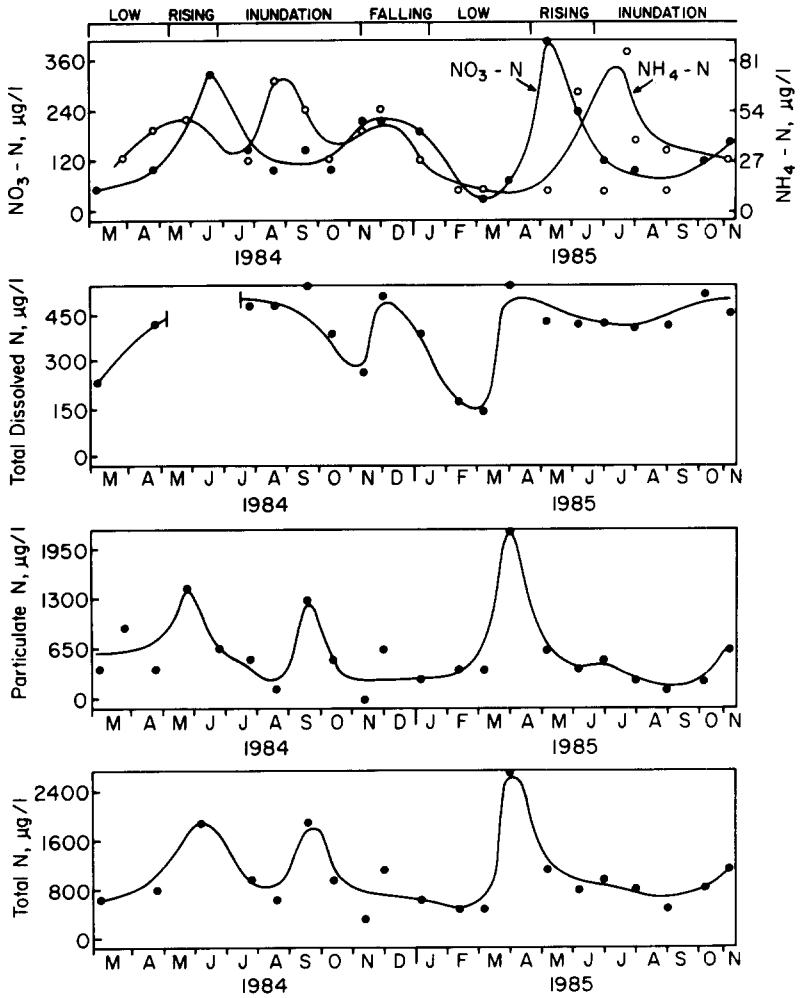 LOW RISING INUNDATION FALLING LOW RISING INUNDATION
NO3 - N, µg/l
360
240
120
0
NO3 - N
NH4 - N
81
54
27
0
NH4 - N, µg/l
M A M J J A S O N D J F M A M J J A S O N
1984 1985
Total Dissolved N, µg/l
450
300
150
0
M A M J J A S O N D J F M A M J J A S O N
1984 1985
Particulate N, µg/l
1950
1300
650
0
M A M J J A S O N D J F M A M J J A S O N
1984 1985
Total N, µg/l
2400
1600
800
0
M A M J J A S O N D J F M A M J J A S O N
1984 1985